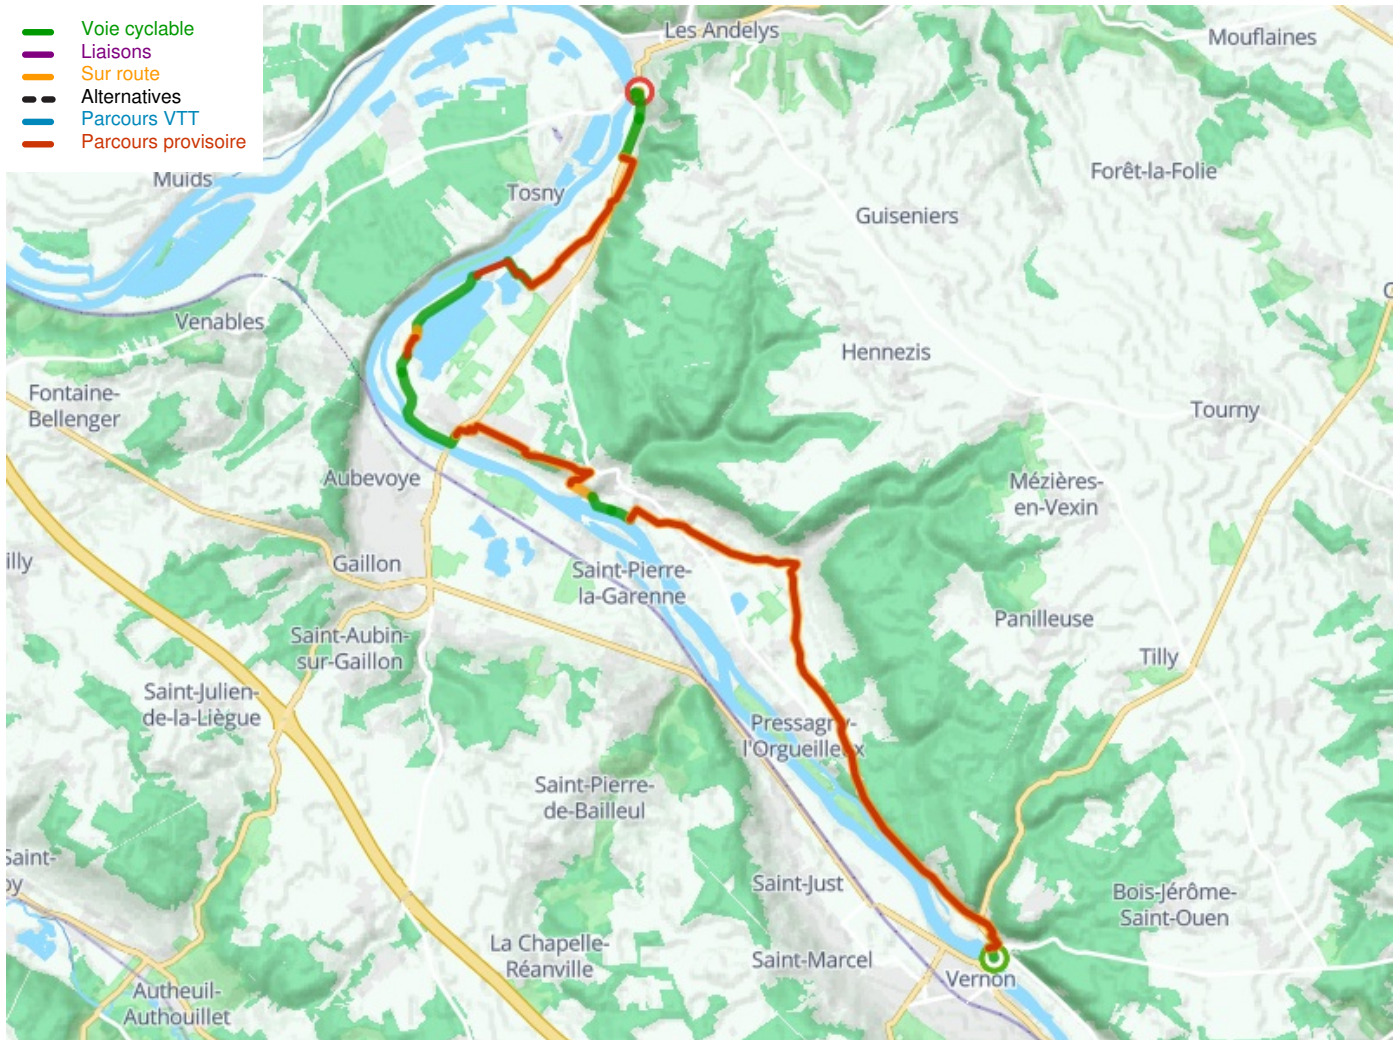 Voie cyclable
Liaisons
Sur route
Alternatives
Parcours VTT
Parcours provisoire
Les Andelys
Mouflaines
Muids
Tosny
Forêt-la-Folie
Guiseniers
Venables
Hennezis
Fontaine-
Bellenger
Tourny
Aubevoye
Mézières-
en-Vexin
illy
Gaillon
Saint-Pierre-
la-Garenne
Panilleuse
Saint-Aubin-
sur-Gaillon
Tilly
Saint-Julien-
de-la-Liègue
Pressagny-
l'Orgueilleux
Saint-Pierre-
de-Bailleul
Saint-
oy
Saint-Just
Bois-Jérôme-
Saint-Ouen
La Chapelle-
Réanville
Saint-Marcel
Vernon
Autheuil-
Authouillet